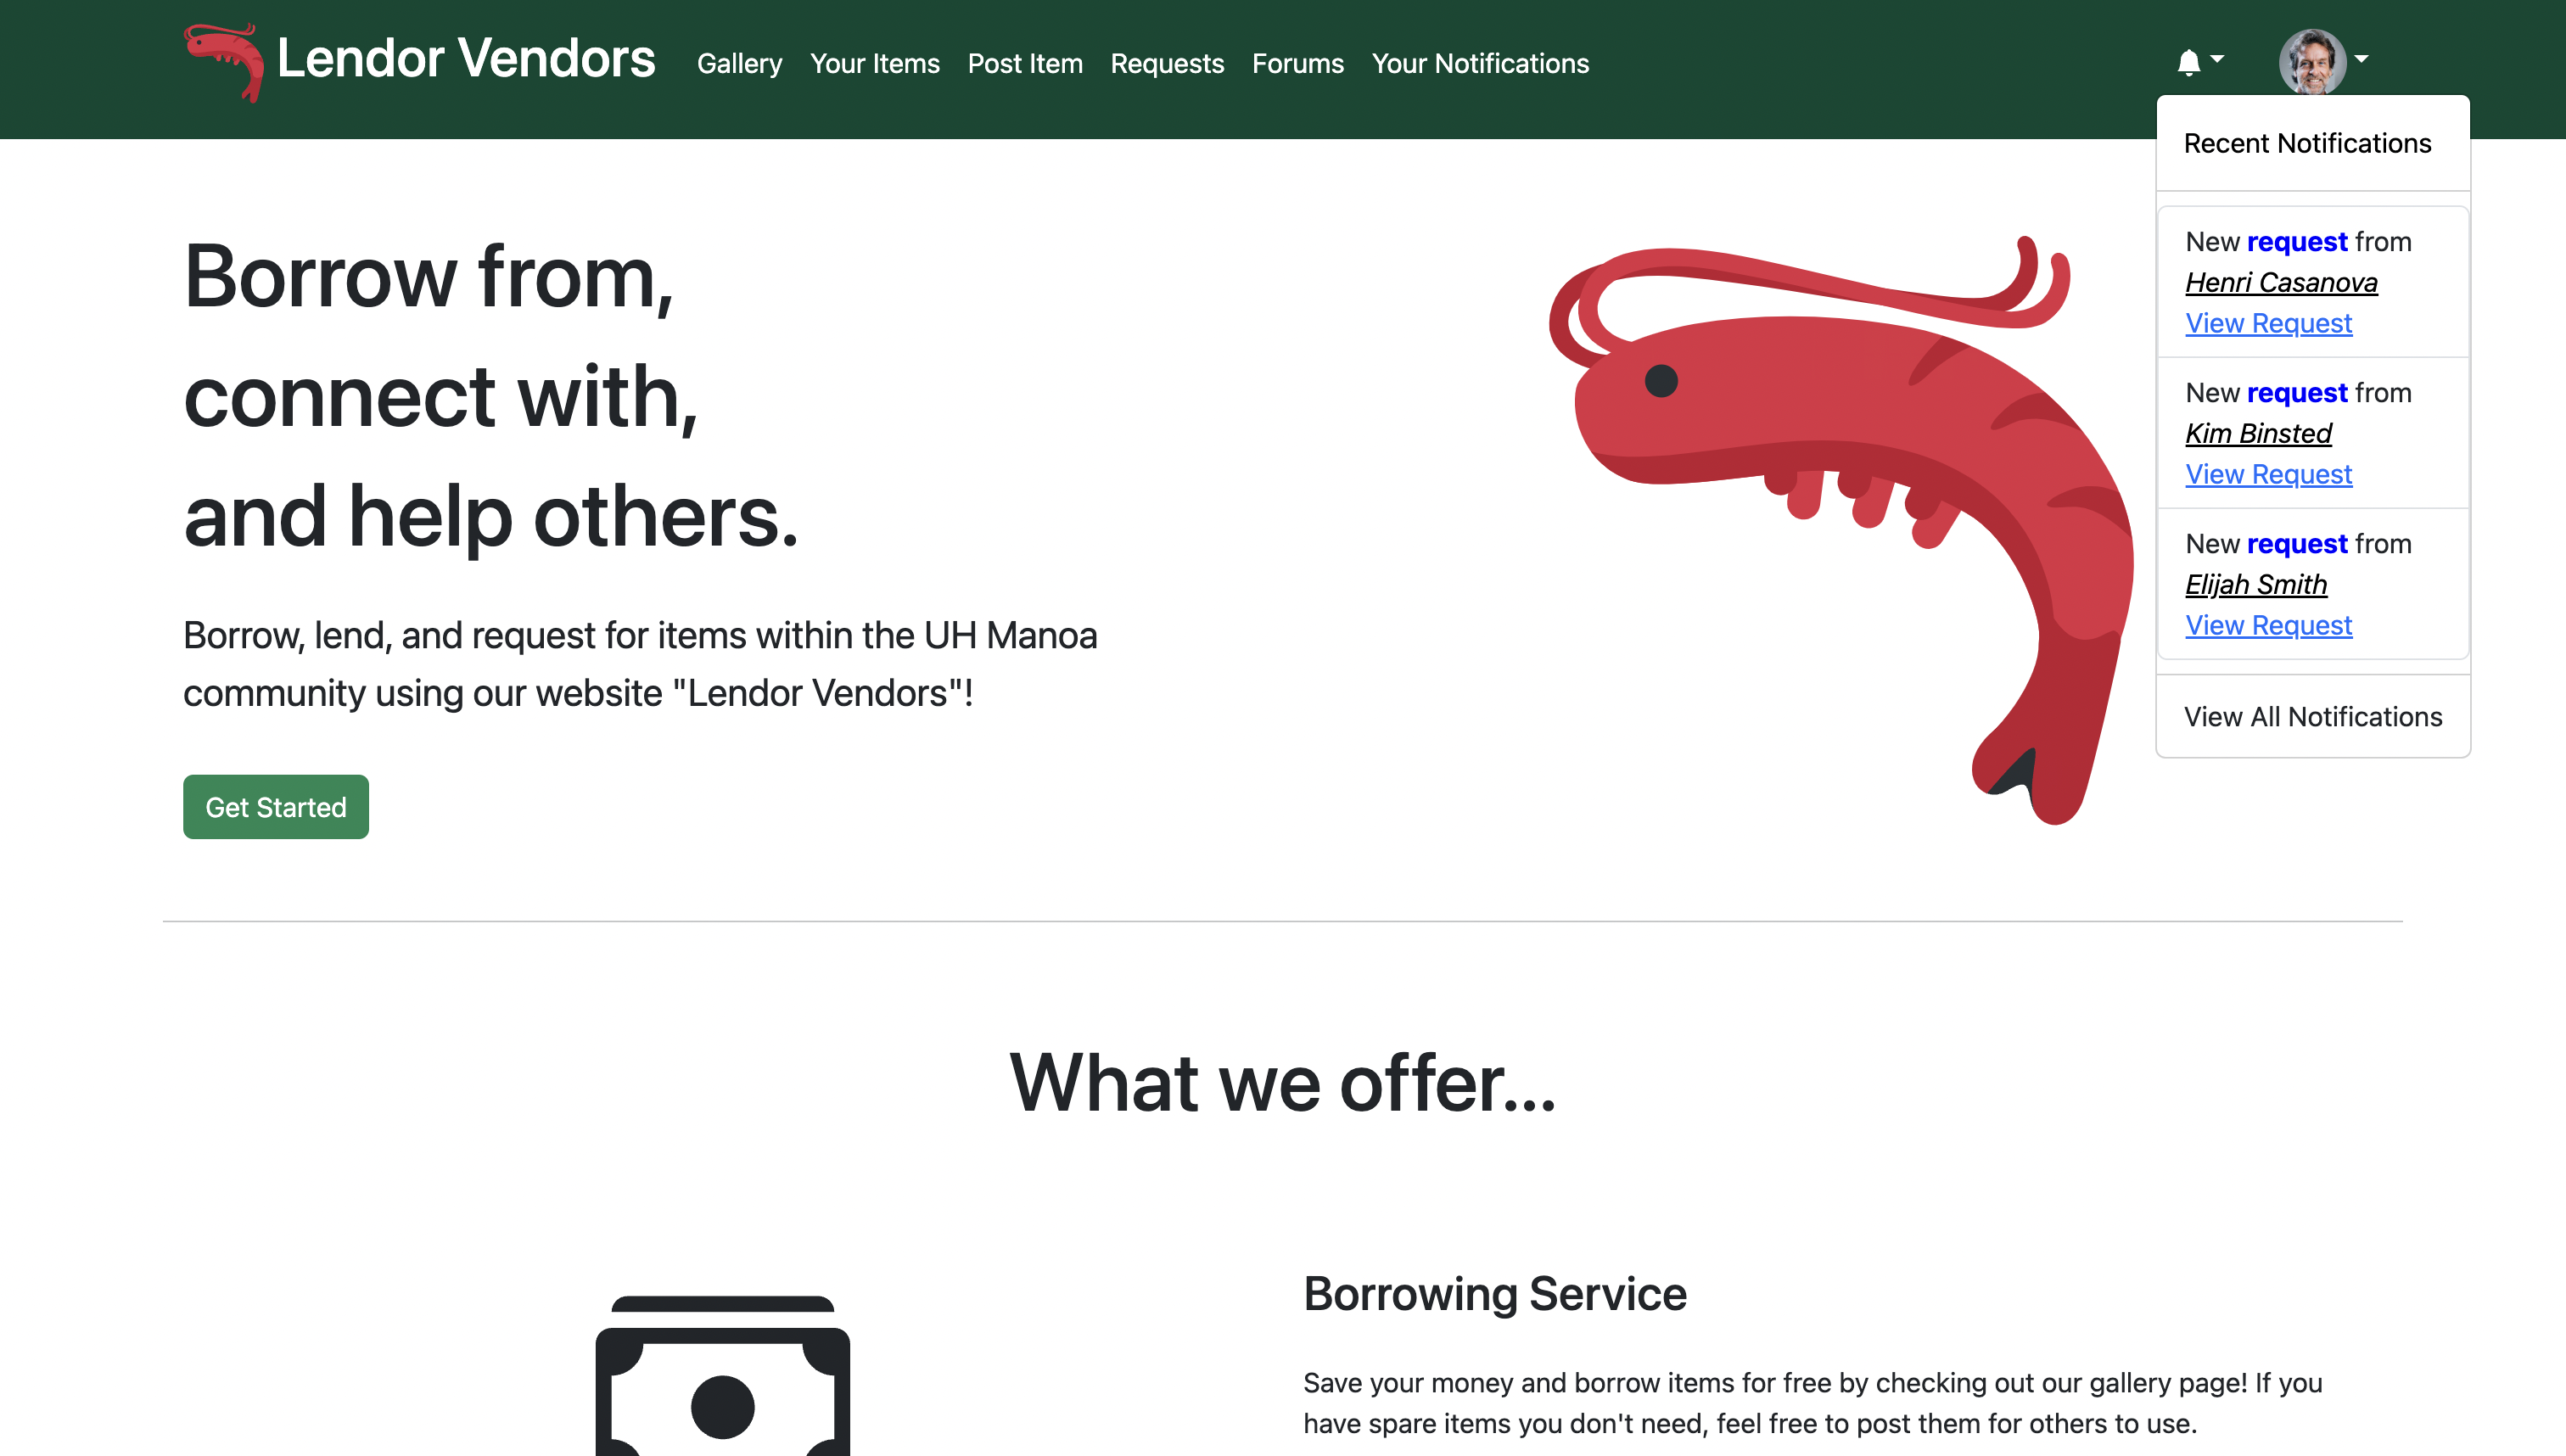 Lendor Vendors
Gallery Your Items Post Item Requests Forums Your Notifications
Recent Notifications
New request from
Henri Casanova
View Request
New request from
Kim Binsted
View Request
New request from
Elijah Smith
View Request
View All Notifications
Borrow from,
connect with,
and help others.
Borrow, lend, and request for items within the UH Manoa
community using our website "Lendor Vendors"!
Get Started
What we offer...
Borrowing Service
Save your money and borrow items for free by checking out our gallery page! If you
have spare items you don't need, feel free to post them for others to use.